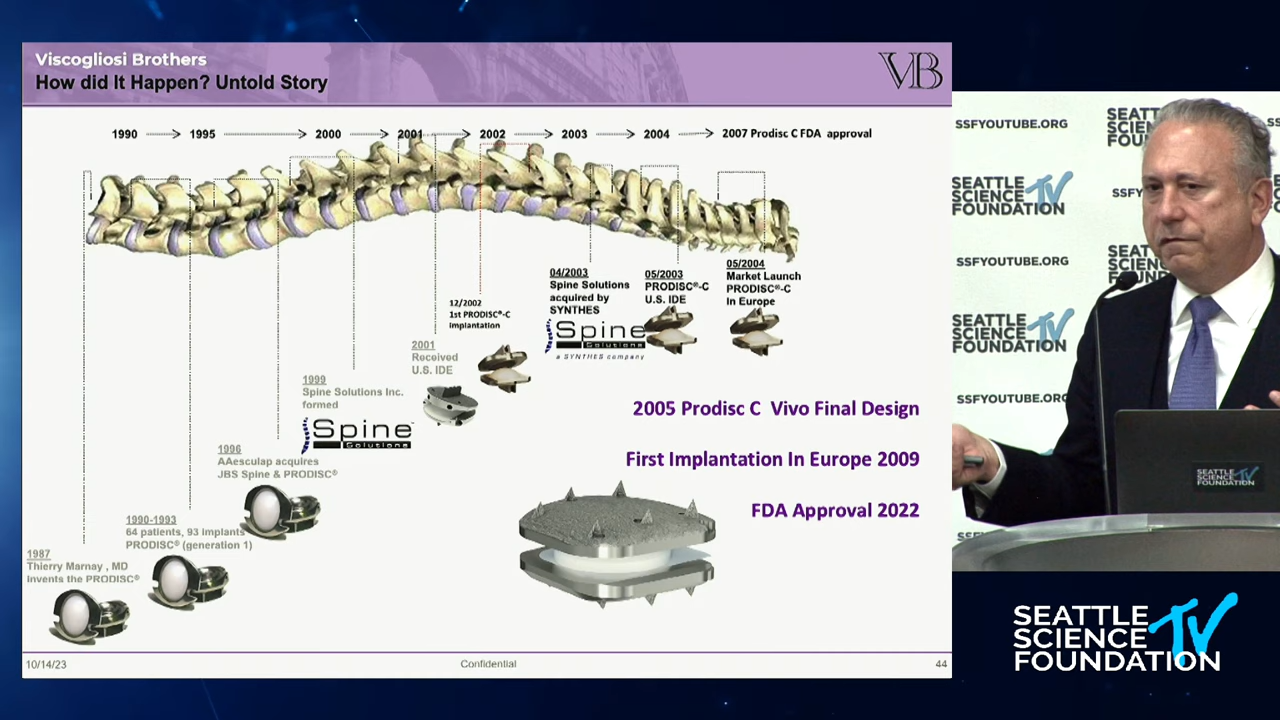 Viscogliosi Brothers
How did It Happen? Untold Story
VB
1990 1995 2000 2001 2002 2003 2004 2007 Prodisc C FDA approval
04/2003
Spine Solutions
acquired by
SYNTHES
Spine
Solutions
a SYNTHES company
05/2003
PRODISC®-C
U.S. IDE
05/2004
Market Launch
PRODISC®-C
In Europe
12/2002
1st PRODISC®-C
implantation
2001
Received
U.S. IDE
1999
Spine Solutions Inc.
formed
Spine
Solutions
1996
AAesculap acquires
JBS Spine & PRODISC®
1990-1993
64 patients, 93 implants
PRODISC® (generation 1)
1987
Thierry Marnay , MD
invents the PRODISC®
2005 Prodisc C Vivo Final Design
First Implantation In Europe 2009
FDA Approval 2022
10/14/23
Confidential
44
SSFYOUTUBE.ORG
SEATTLE
SCIENCE
SEATTLE
SCIENCE TV
FOUNDATION
SSFYOUTUBE.ORG
SEATTLE
SCIENCE TV
FOUNDATION
SSFYOUTUBE.ORG
SEATTLE
SCIENCE TV
FOUNDATION
SEATTLE
SCIENCE TV
FOUNDATION